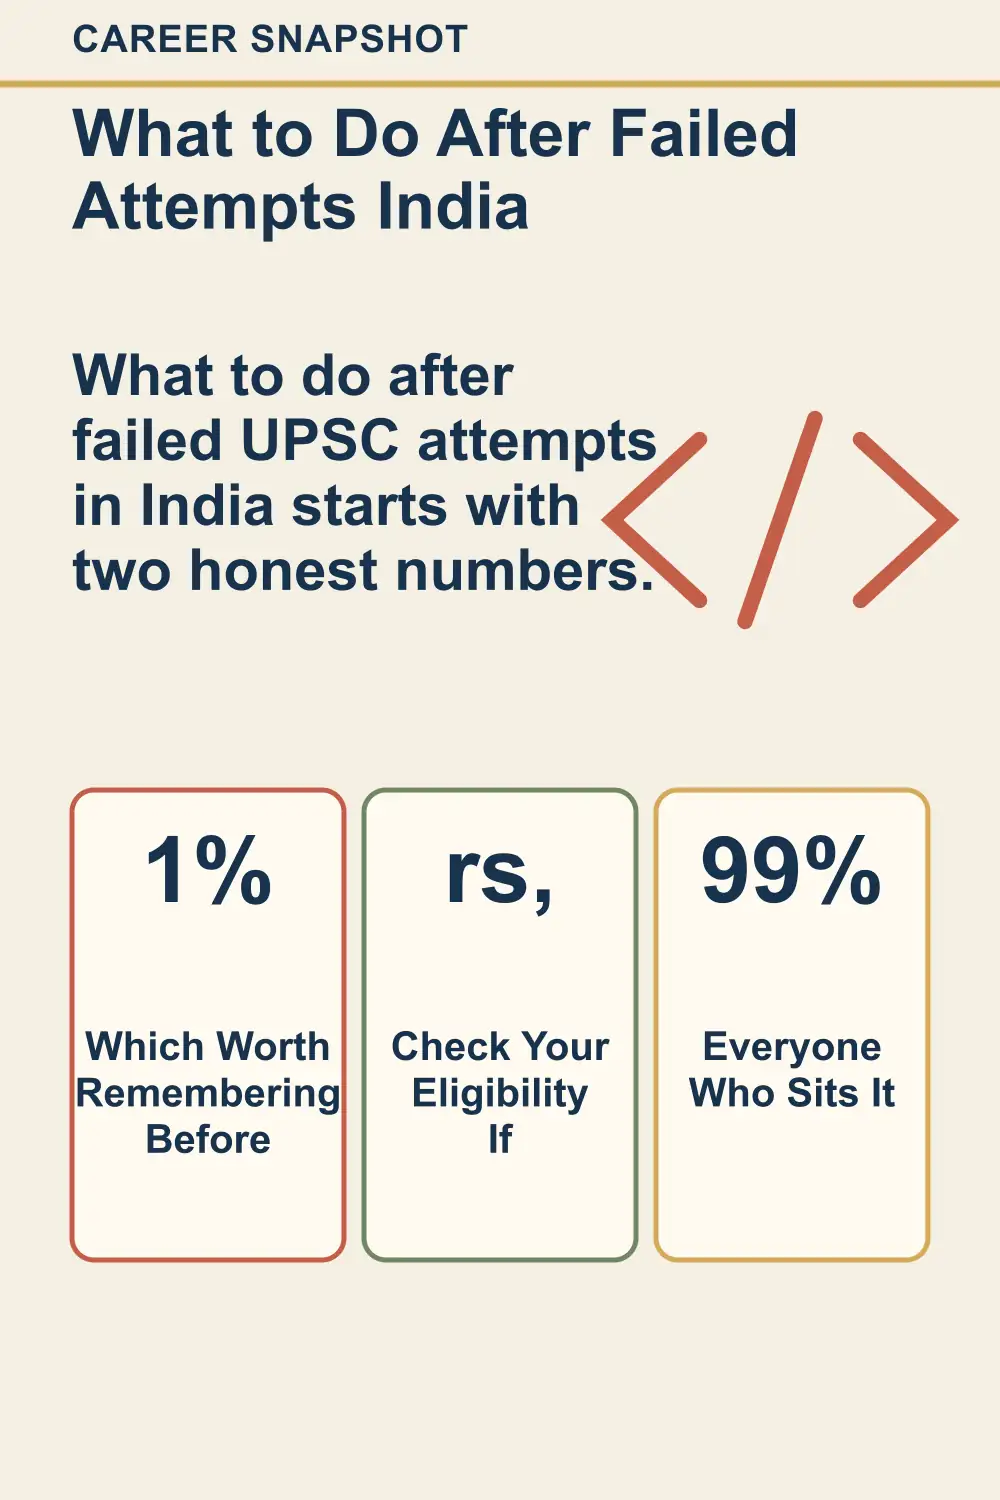 CAREER SNAPSHOT
What to Do After Failed
Attempts India
What to do after
failed UPSC attempts
in India starts with
two honest numbers.
</>
1%
Which Worth
Remembering
Before
rs,
Check Your
Eligibility
If
99%
Everyone
Who Sits It